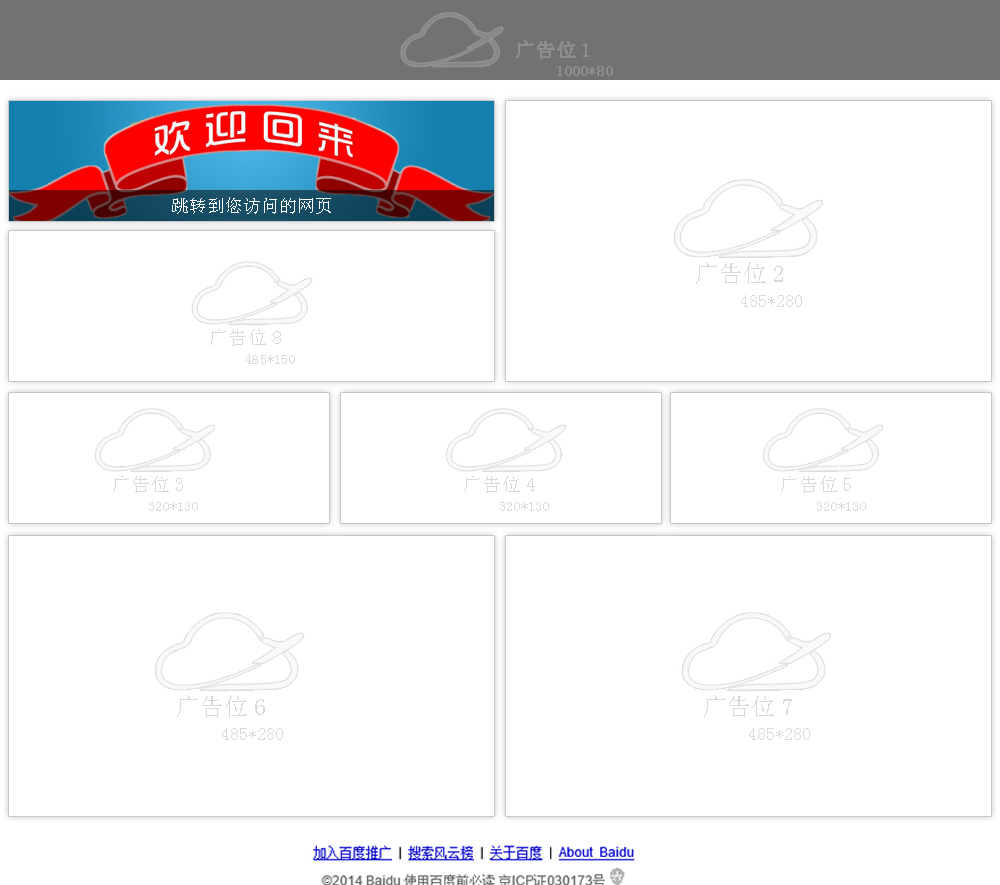 广告位 1
1000*80
欢迎回来
跳转到您访问的网页
广告位 2
485*280
广告位 8
485*150
广告位 3
320*130
广告位 4
320*130
广告位 5
320*130
广告位 6
485*280
广告位 7
485*280
加入百度推广 | 搜索风云榜 | 关于百度 | About Baidu
©2014 Baidu 使用百度前必读 京ICP证030173号